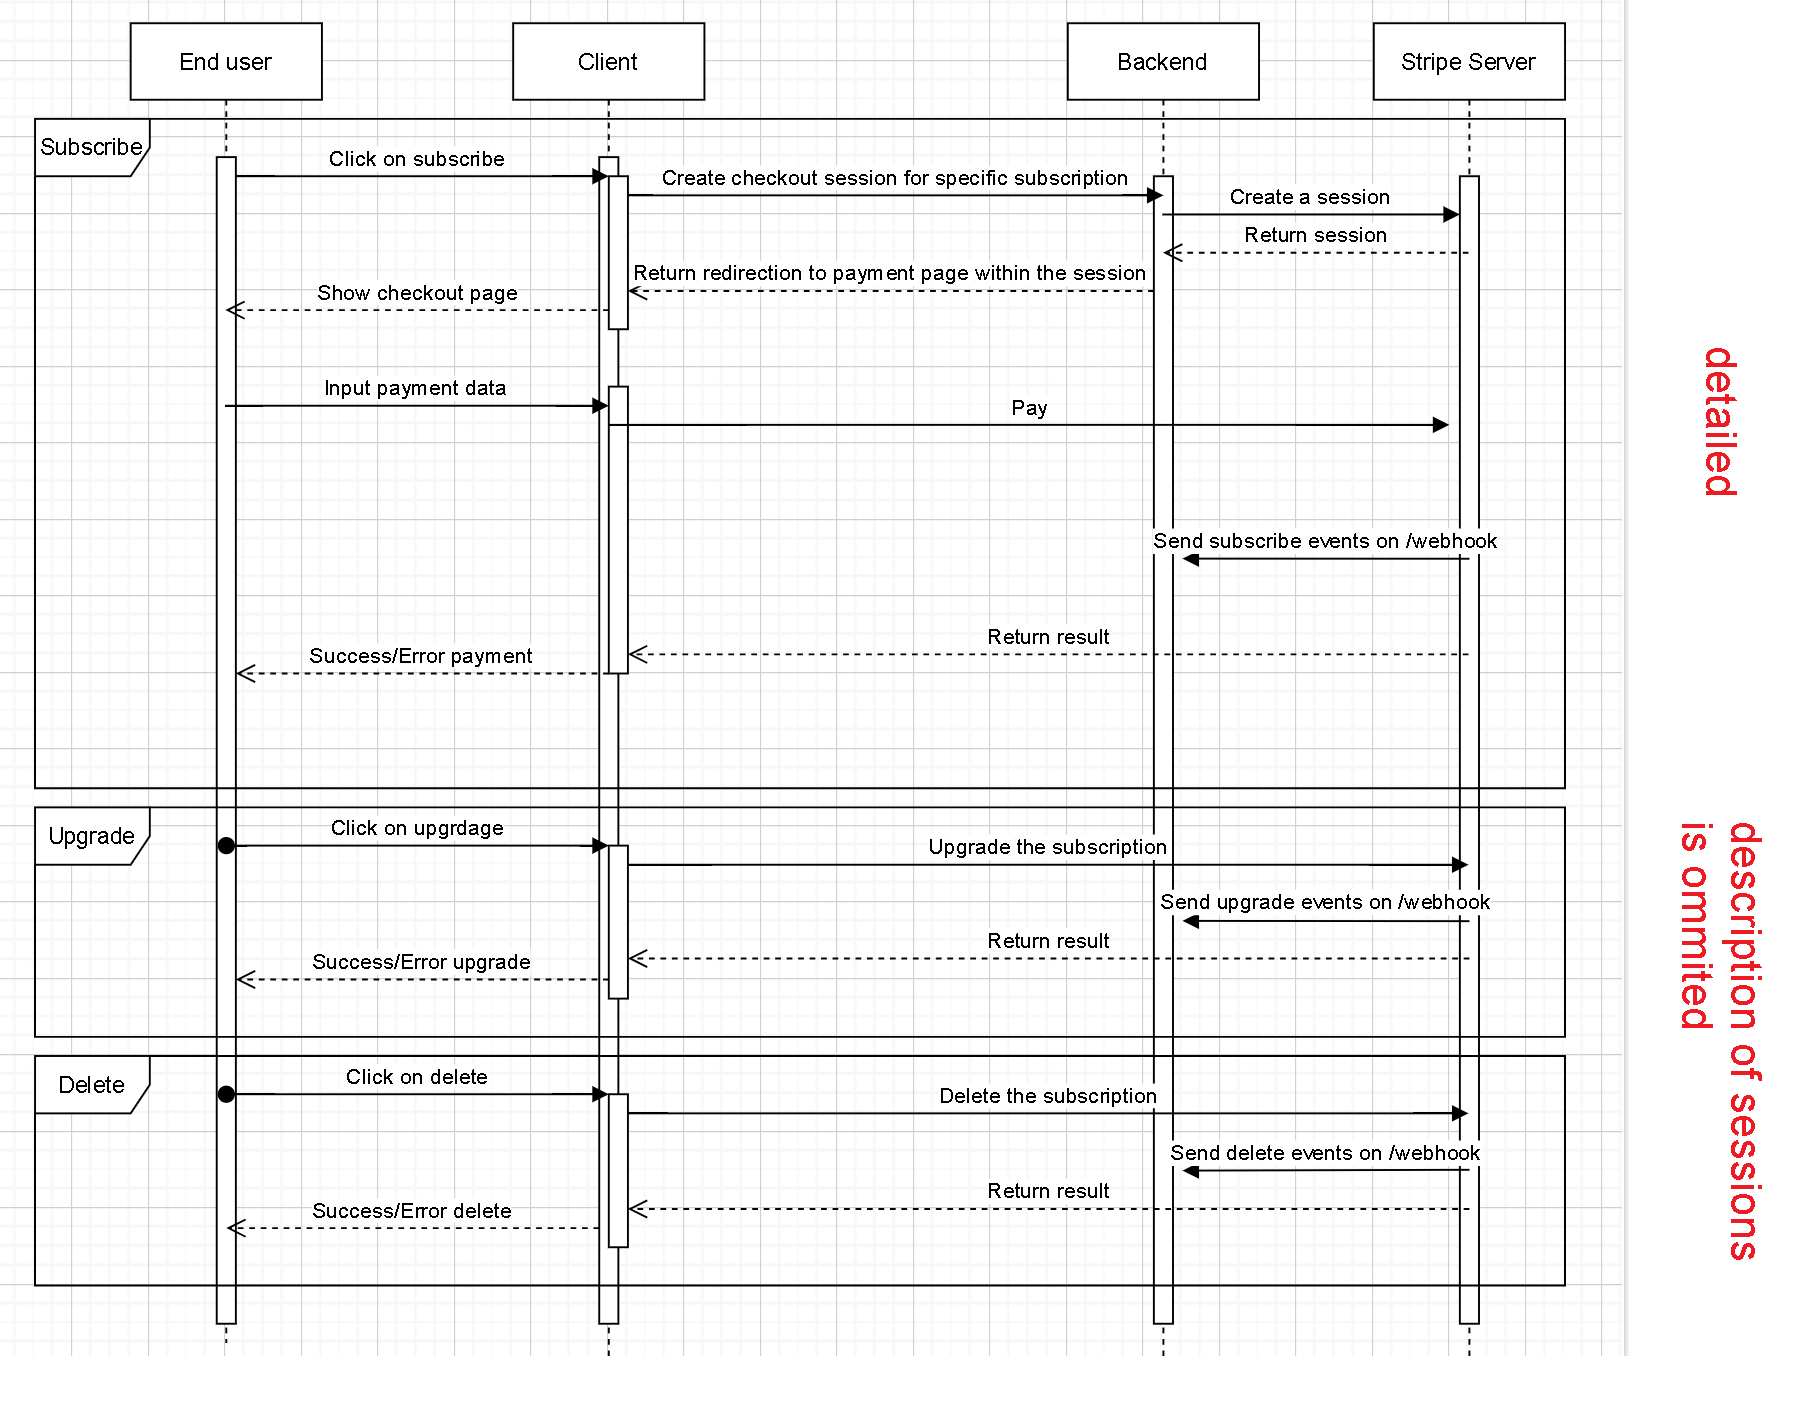 End user
Client
Backend
Stripe Server
Subscribe
Click on subscribe
Create checkout session for specific subscription
Create a session
Return session
Return redirection to payment page within the session
Show checkout page
Input payment data
Pay
Send subscribe events on /webhook
Return result
Success/Error payment
detailed
Upgrade
Click on upgrdage
Upgrade the subscription
Send upgrade events on /webhook
Return result
Success/Error upgrade
Delete
Click on delete
Delete the subscription
Send delete events on /webhook
Return result
Success/Error delete
description of sessions
is ommited